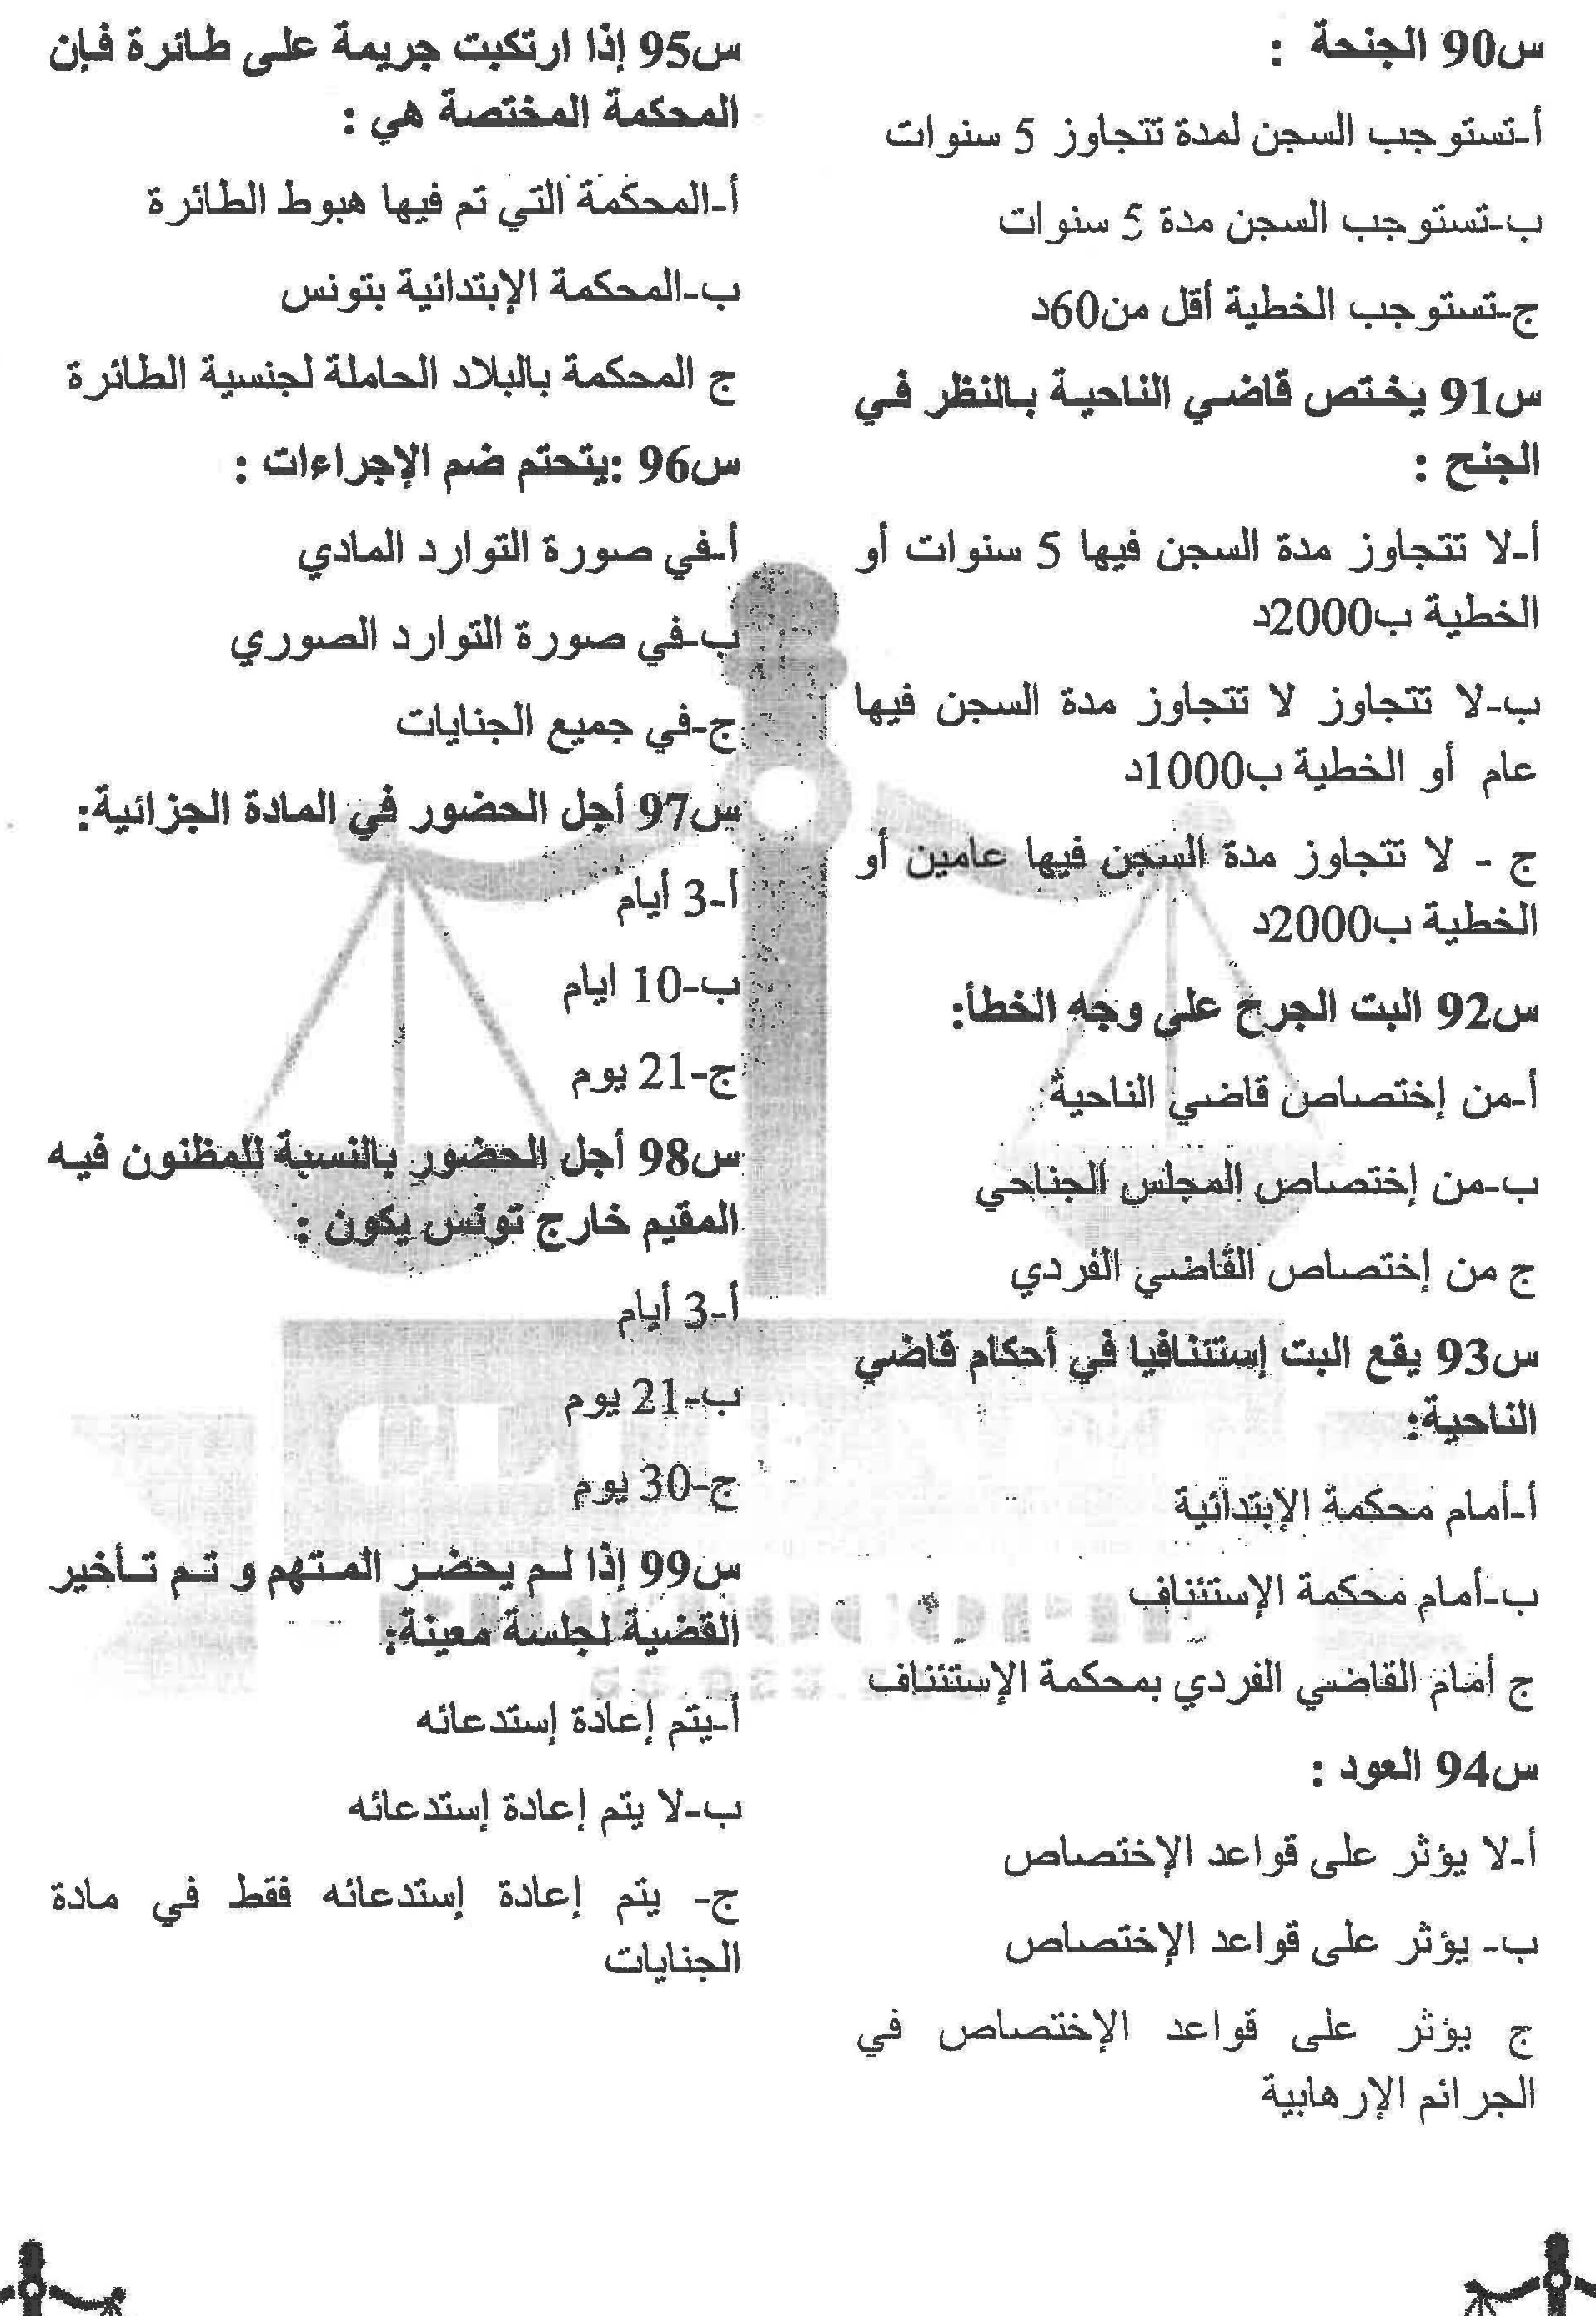 س90 الجنحة :
أ-تستوجب السجن لمدة تتجاوز 5 سنوات
ب-تستوجب السجن مدة 5 سنوات
ج-تستوجب الخطية أقل من60د
س91 يختص قاضي الناحية بالنظر في
الجنح :
أ-لا تتجاوز مدة السجن فيها 5 سنوات أو
الخطية ب2000د
ب-لا تتجاوز لا تتجاوز مدة السجن فيها
عام أو الخطية ب1000د
ج - لا تتجاوز مدة السجن فيها عامين أو
الخطية ب2000د
س92 البت الجرح على وجه الخطأ:
أ-من إختصاص قاضي الناحية
ب-من إختصاص المجلس الجناحي
ج من إختصاص القاضي الفردي
س93 يقع البت إستئنافيا في أحكام قاضي
الناحية:
أ-أمام محكمة الإبتدائية
ب-أمام محكمة الإستئناف
ج أمام القاضي الفردي بمحكمة الإستئناف
س94 العود :
أ-لا يؤثر على قواعد الإختصاص
ب- يؤثر على قواعد الإختصاص
ج يؤثر على قواعد الإختصاص في
الجرائم الإرهابية
س95 إذا ارتكبت جريمة على طائرة فإن
المحكمة المختصة هي :
أ-المحكمة التي تم فيها هبوط الطائرة
ب-المحكمة الإبتدائية بتونس
ج المحكمة بالبلاد الحاملة لجنسية الطائرة
س96 :يتحتم ضم الإجراءات :
أ-في صورة التوارد المادي
ب-في صورة التوارد الصوري
ج-في جميع الجنايات
س97 أجل الحضور في المادة الجزائية:
أ-3 أيام
ب-10 ايام
ج-21 يوم
س98 أجل الحضور بالنسبة للمظنون فيه
المقيم خارج تونس يكون :
أ-3 أيام
ب-21 يوم
ج-30 يوم
س99 إذا لم يحضر المتهم و تم تأخير
القضية لجلسة معينة:
أ-يتم إعادة إستدعائه
ب-لا يتم إعادة إستدعائه
ج- يتم إعادة إستدعائه فقط في مادة
الجنايات